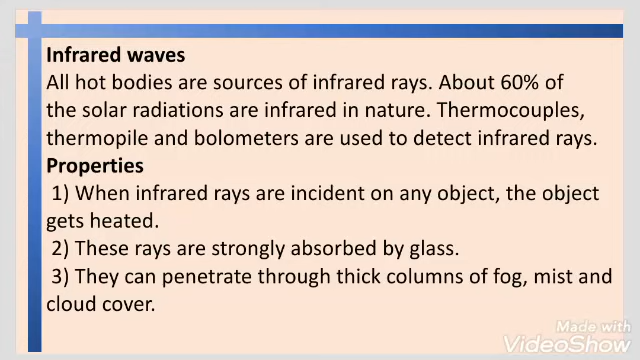 Infrared waves
All hot bodies are sources of infrared rays. About 60% of
the solar radiations are infrared in nature. Thermocouples,
thermopile and bolometers are used to detect infrared rays.
Properties
1) When infrared rays are incident on any object, the object
gets heated.
2) These rays are strongly absorbed by glass.
3) They can penetrate through thick columns of fog, mist and
cloud cover.
Made with
VideoShow